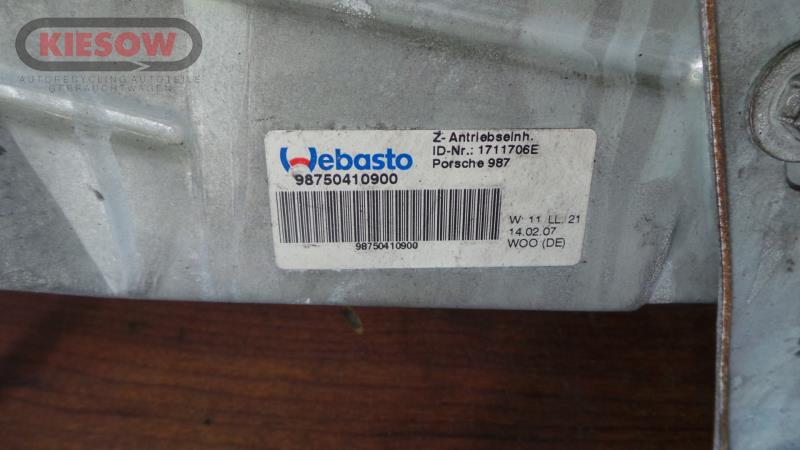 KIESOW
AUTORECYCLING AUTOTEILE
GEBRAUCHTWAGEN
Webasto
98750410900
Z- Antriebseinh.
ID-Nr.: 1711706E
Porsche 987
98750410900
W: 11 LL: 21
14.02.07
WOO (DE)